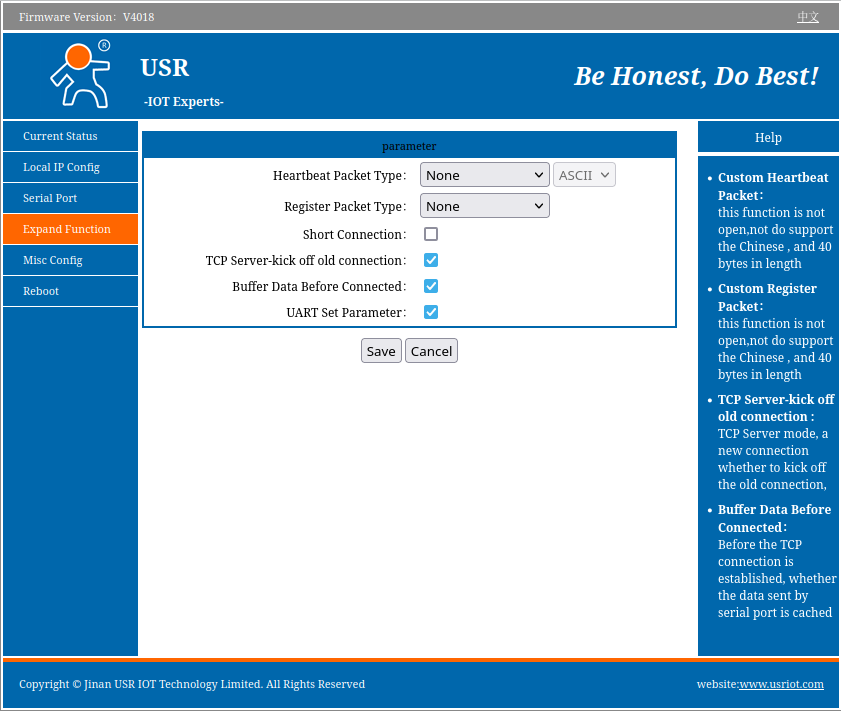 Firmware Version： V4018
中文
®
USR
-IOT Experts-
Be Honest, Do Best!
Current Status
Local IP Config
Serial Port
Expand Function
Misc Config
Reboot
parameter
Heartbeat Packet Type： None ASCII
Register Packet Type： None
Short Connection：
TCP Server-kick off old connection：
Buffer Data Before Connected：
UART Set Parameter：
Save Cancel
Help
• Custom Heartbeat
Packet：
this function is not
open,not do support
the Chinese , and 40
bytes in length
• Custom Register
Packet：
this function is not
open,not do support
the Chinese , and 40
bytes in length
• TCP Server-kick off
old connection :
TCP Server mode, a
new connection
whether to kick off
the old connection,
• Buffer Data Before
Connected：
Before the TCP
connection is
established, whether
the data sent by
serial port is cached
Copyright © Jinan USR IOT Technology Limited. All Rights Reserved
website:www.usriot.com